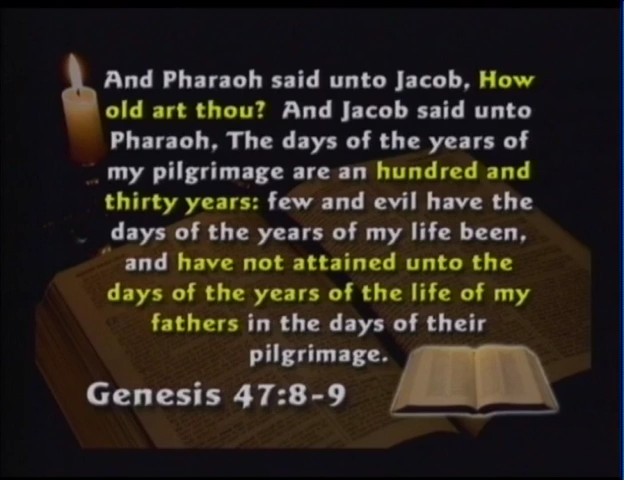 And Pharaoh said unto Jacob, How
old art thou? And Jacob said unto
Pharaoh, The days of the years of
my pilgrimage are an hundred and
thirty years: few and evil have the
days of the years of my life been,
and have not attained unto the
days of the years of the life of my
fathers in the days of their
pilgrimage.
Genesis 47:8-9